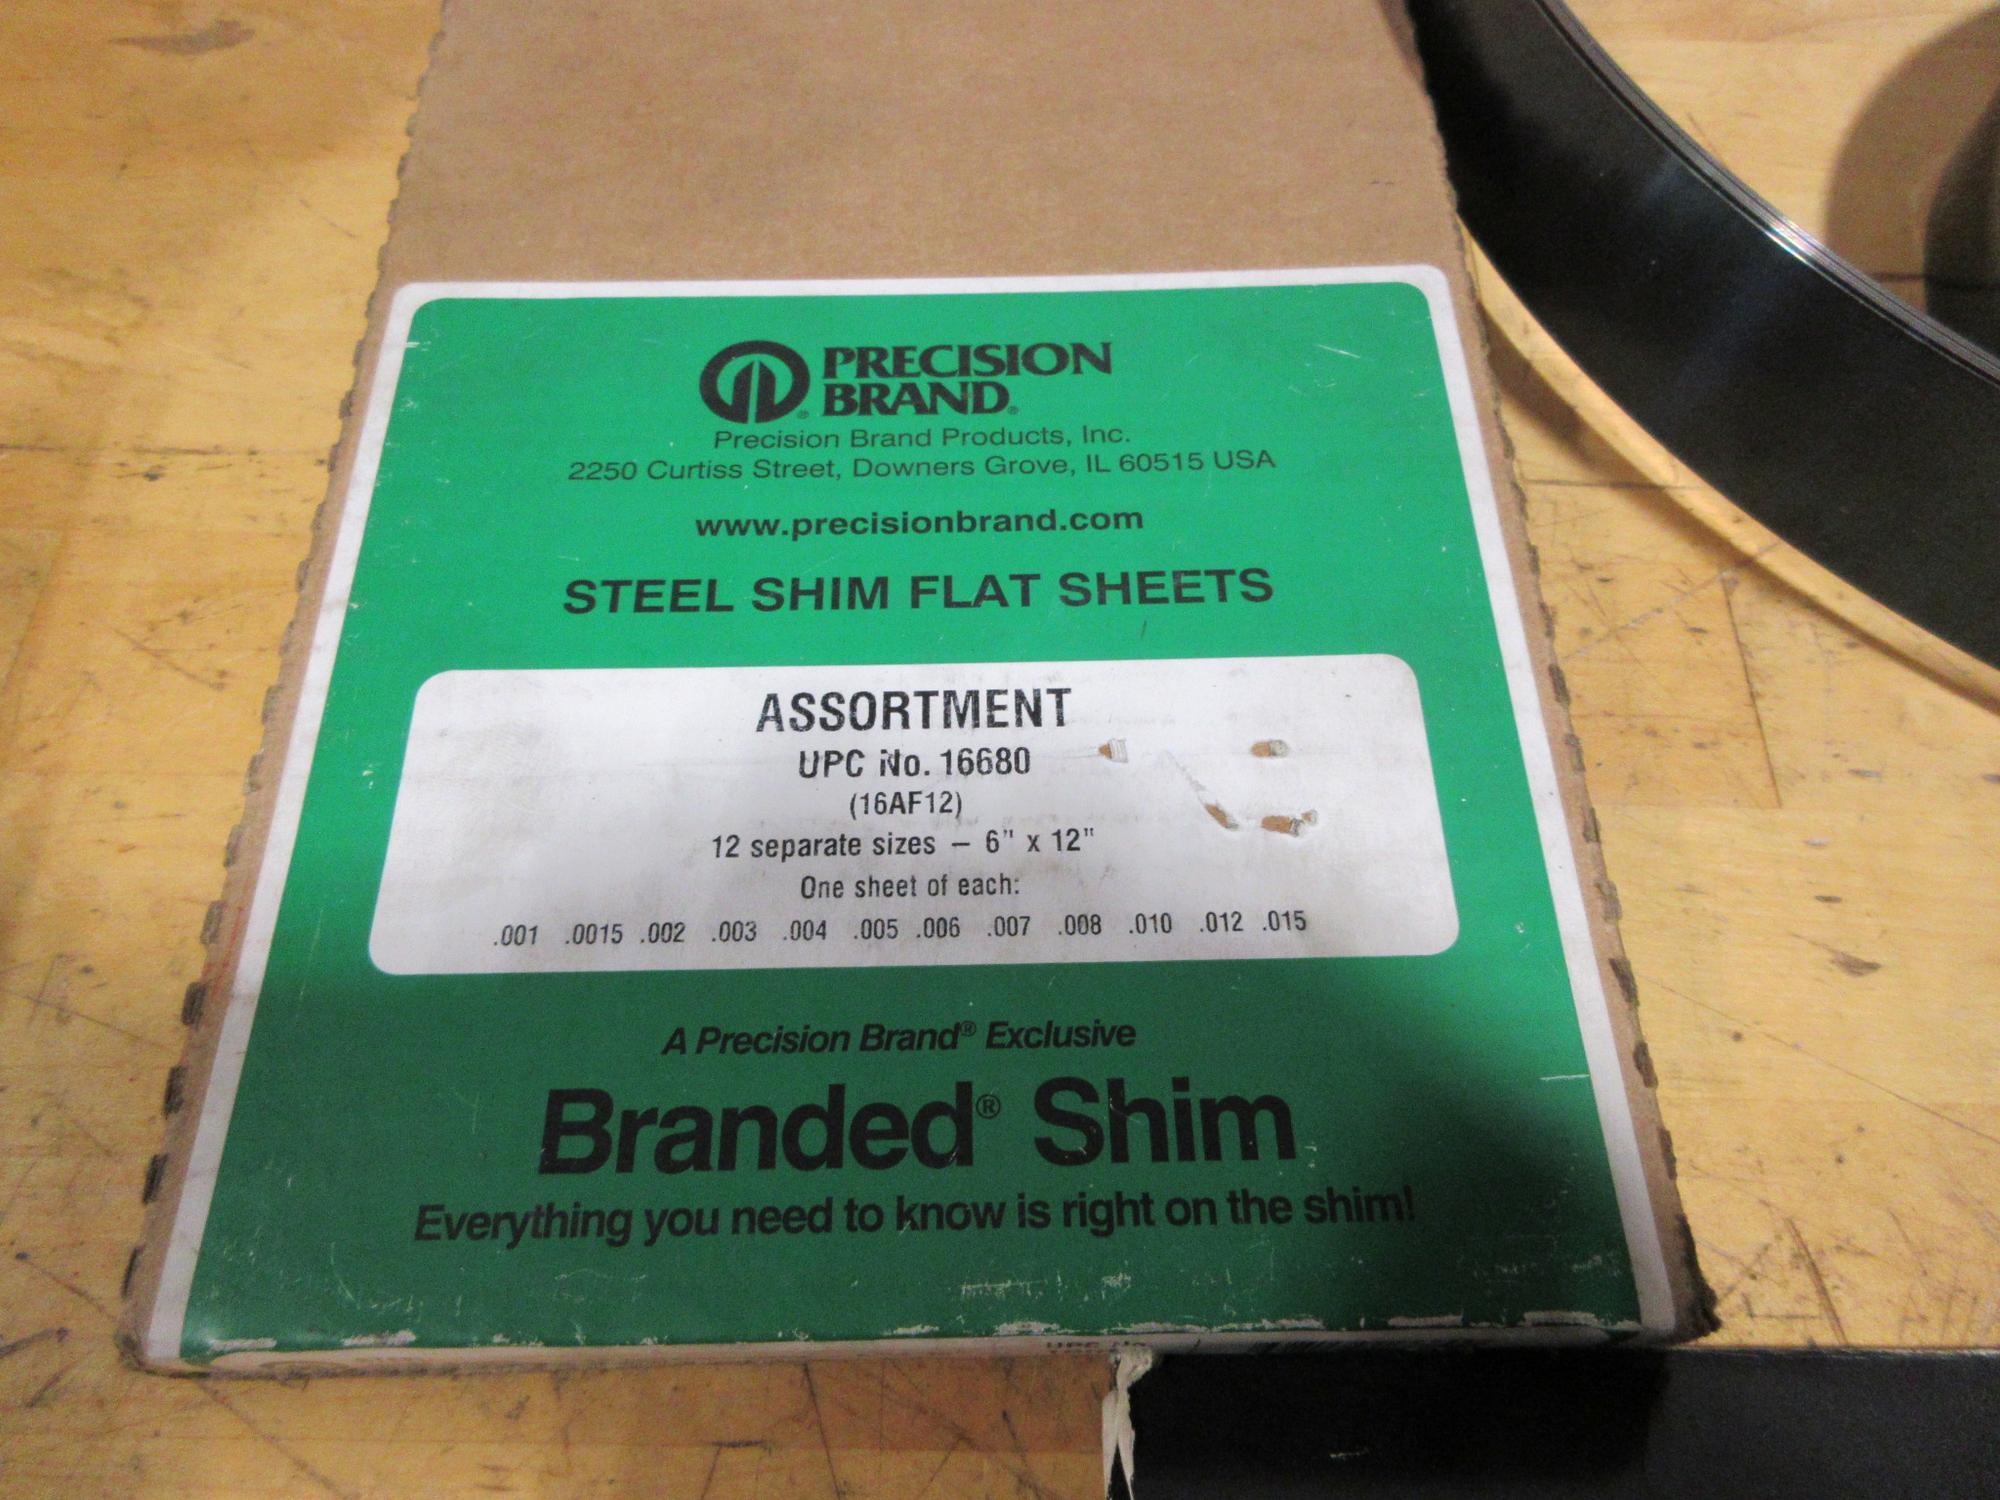 PRECISION
BRAND®
Precision Brand Products, Inc.
2250 Curtiss Street, Downers Grove, IL 60515 USA
www.precisionbrand.com
STEEL SHIM FLAT SHEETS
ASSORTMENT
UPC No. 16680
(16AF12)
12 separate sizes – 6" x 12"
One sheet of each:
.001 .0015 .002 .003 .004 .005 .006 .007 .008 .010 .012 .015
A Precision Brand® Exclusive
Branded® Shim
Everything you need to know is right on the shim!
UPC No.